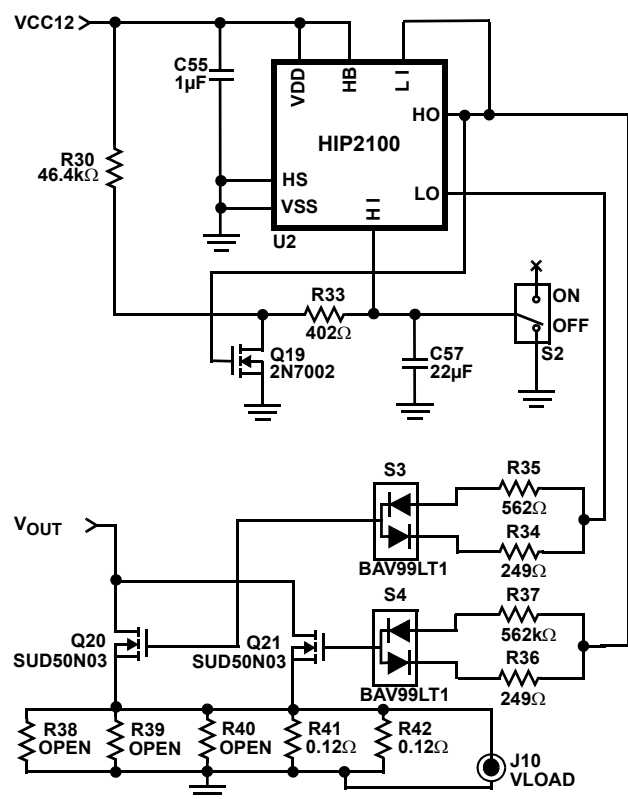 VCC12
C55
1µF
VDD
HB
LI
HO
HIP2100
R30
46.4kΩ
HS
VSS
HI
LO
U2
R33
402Ω
ON
OFF
S2
Q19
2N7002
C57
22µF
S3
R35
562Ω
VOUT
R34
249Ω
BAV99LT1
S4
R37
562kΩ
Q20
SUD50N03
Q21
SUD50N03
R36
249Ω
BAV99LT1
R38
OPEN
R39
OPEN
R40
OPEN
R41
0.12Ω
R42
0.12Ω
J10
VLOAD